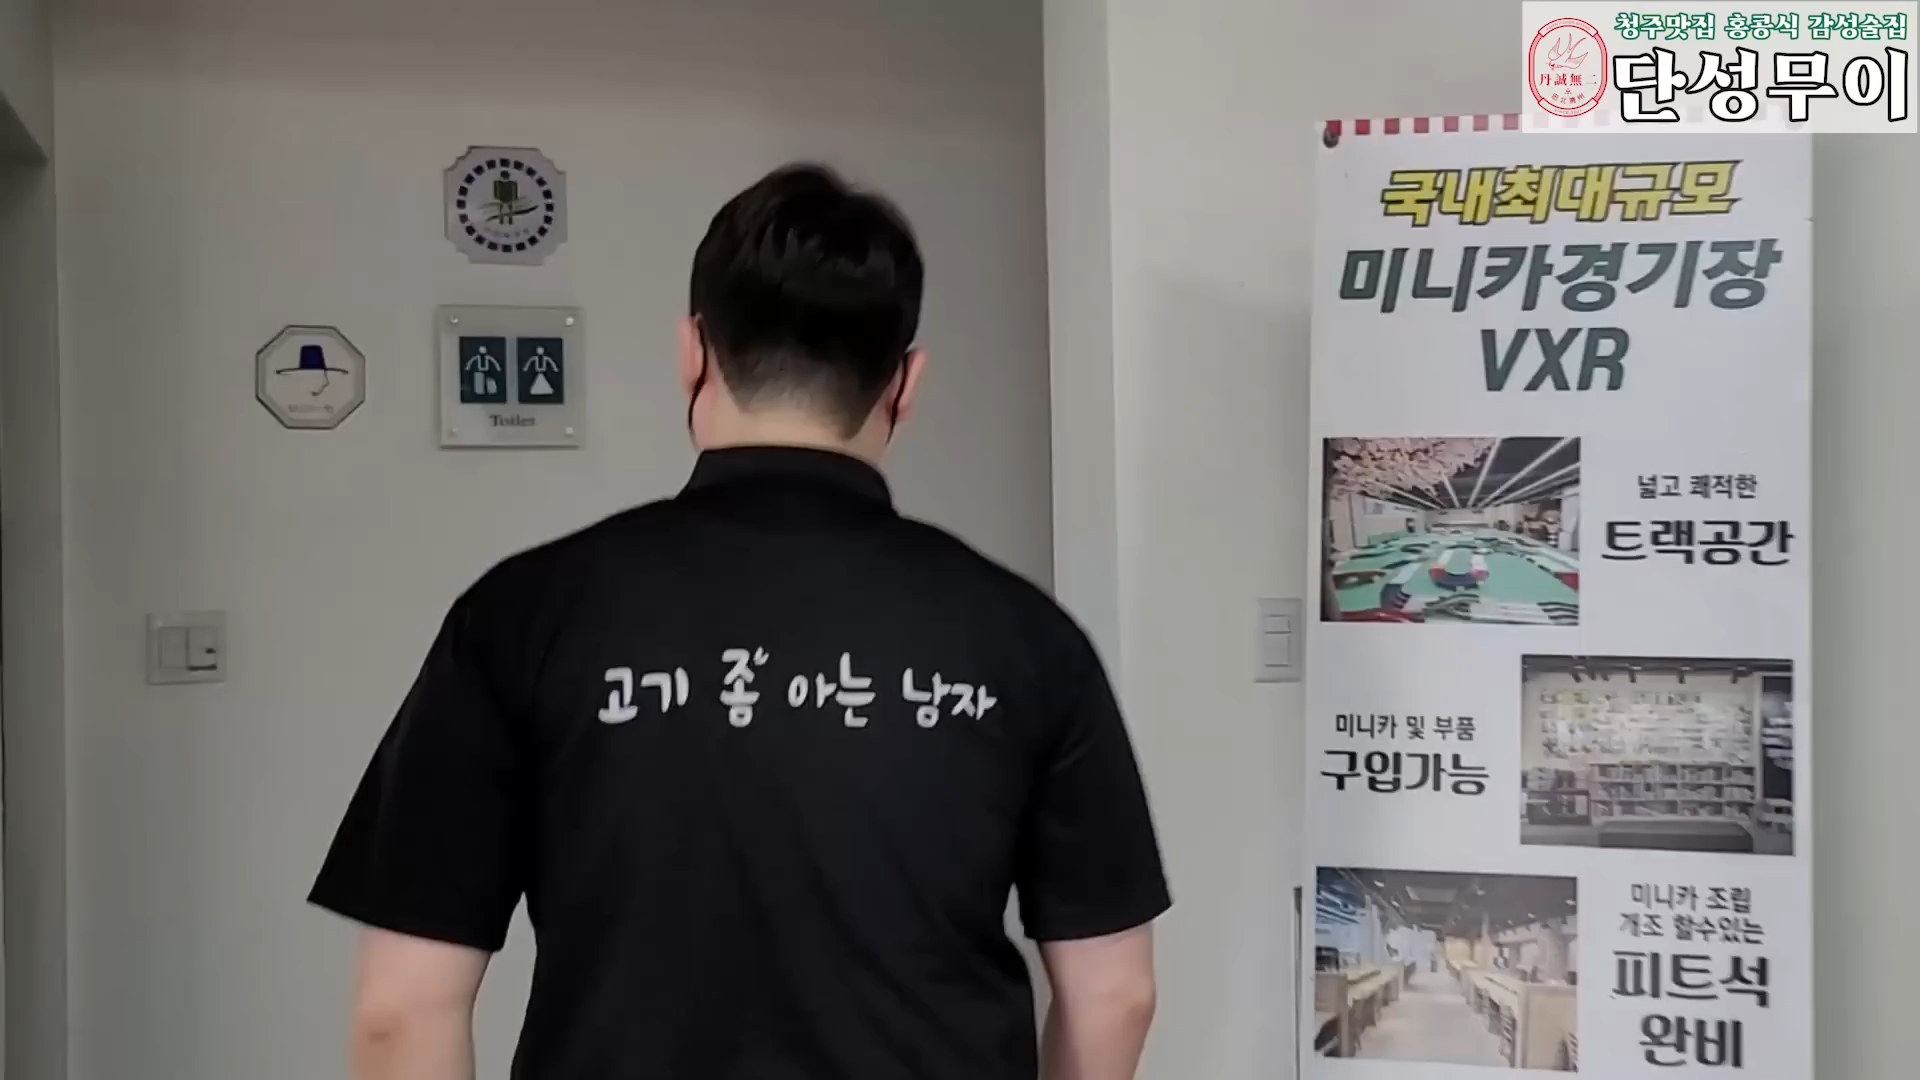 청주맛집 홍콩식 감성술집
단성무이
丹誠無二
국내최대규모
미니카경기장
VXR
넓고 쾌적한
트랙공간
미니카 및 부품
구입가능
미니카 조립
개조 할수있는
피트석
완비
Toilet
고기 좋아하는 남자